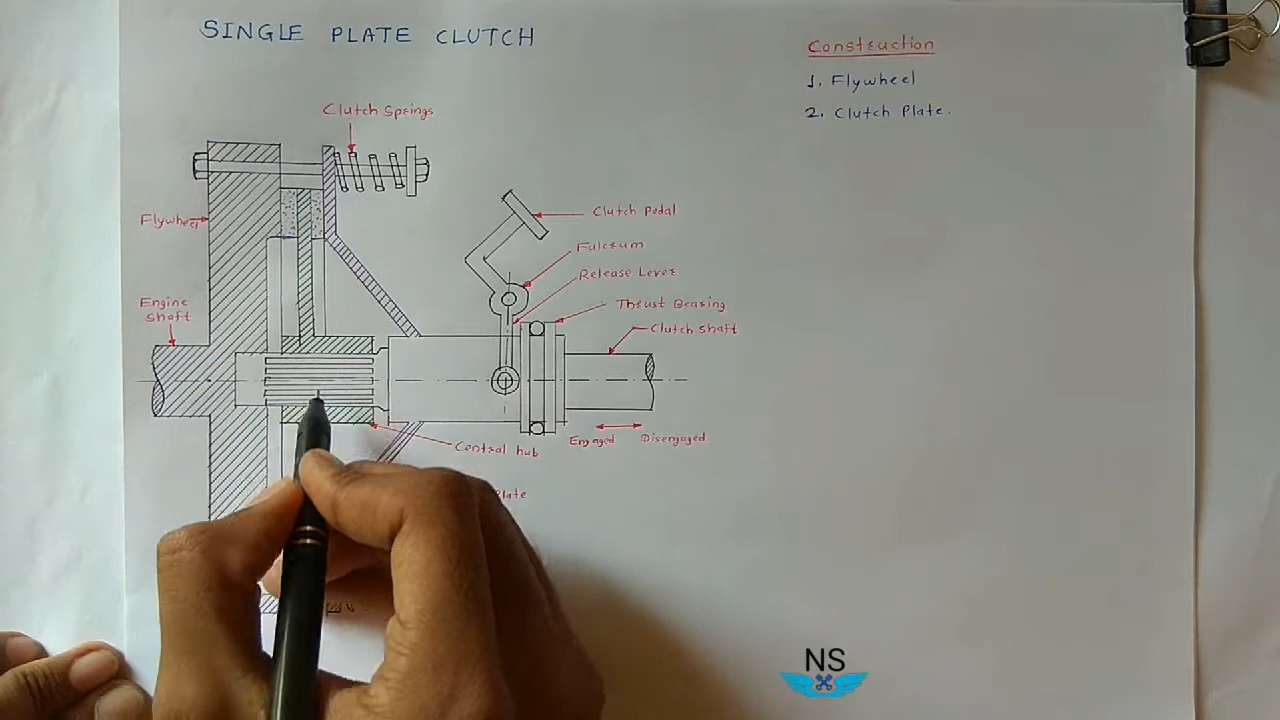 SINGLE PLATE CLUTCH
Construction
1. Flywheel
2. Clutch Plate.
Clutch Springs
Flywheel
Clutch Pedal
Fulcrum
Release Lever
Engine
shaft
Thrust Bearing
Clutch shaft
Engaged Disengaged
Central hub
Plate
NS